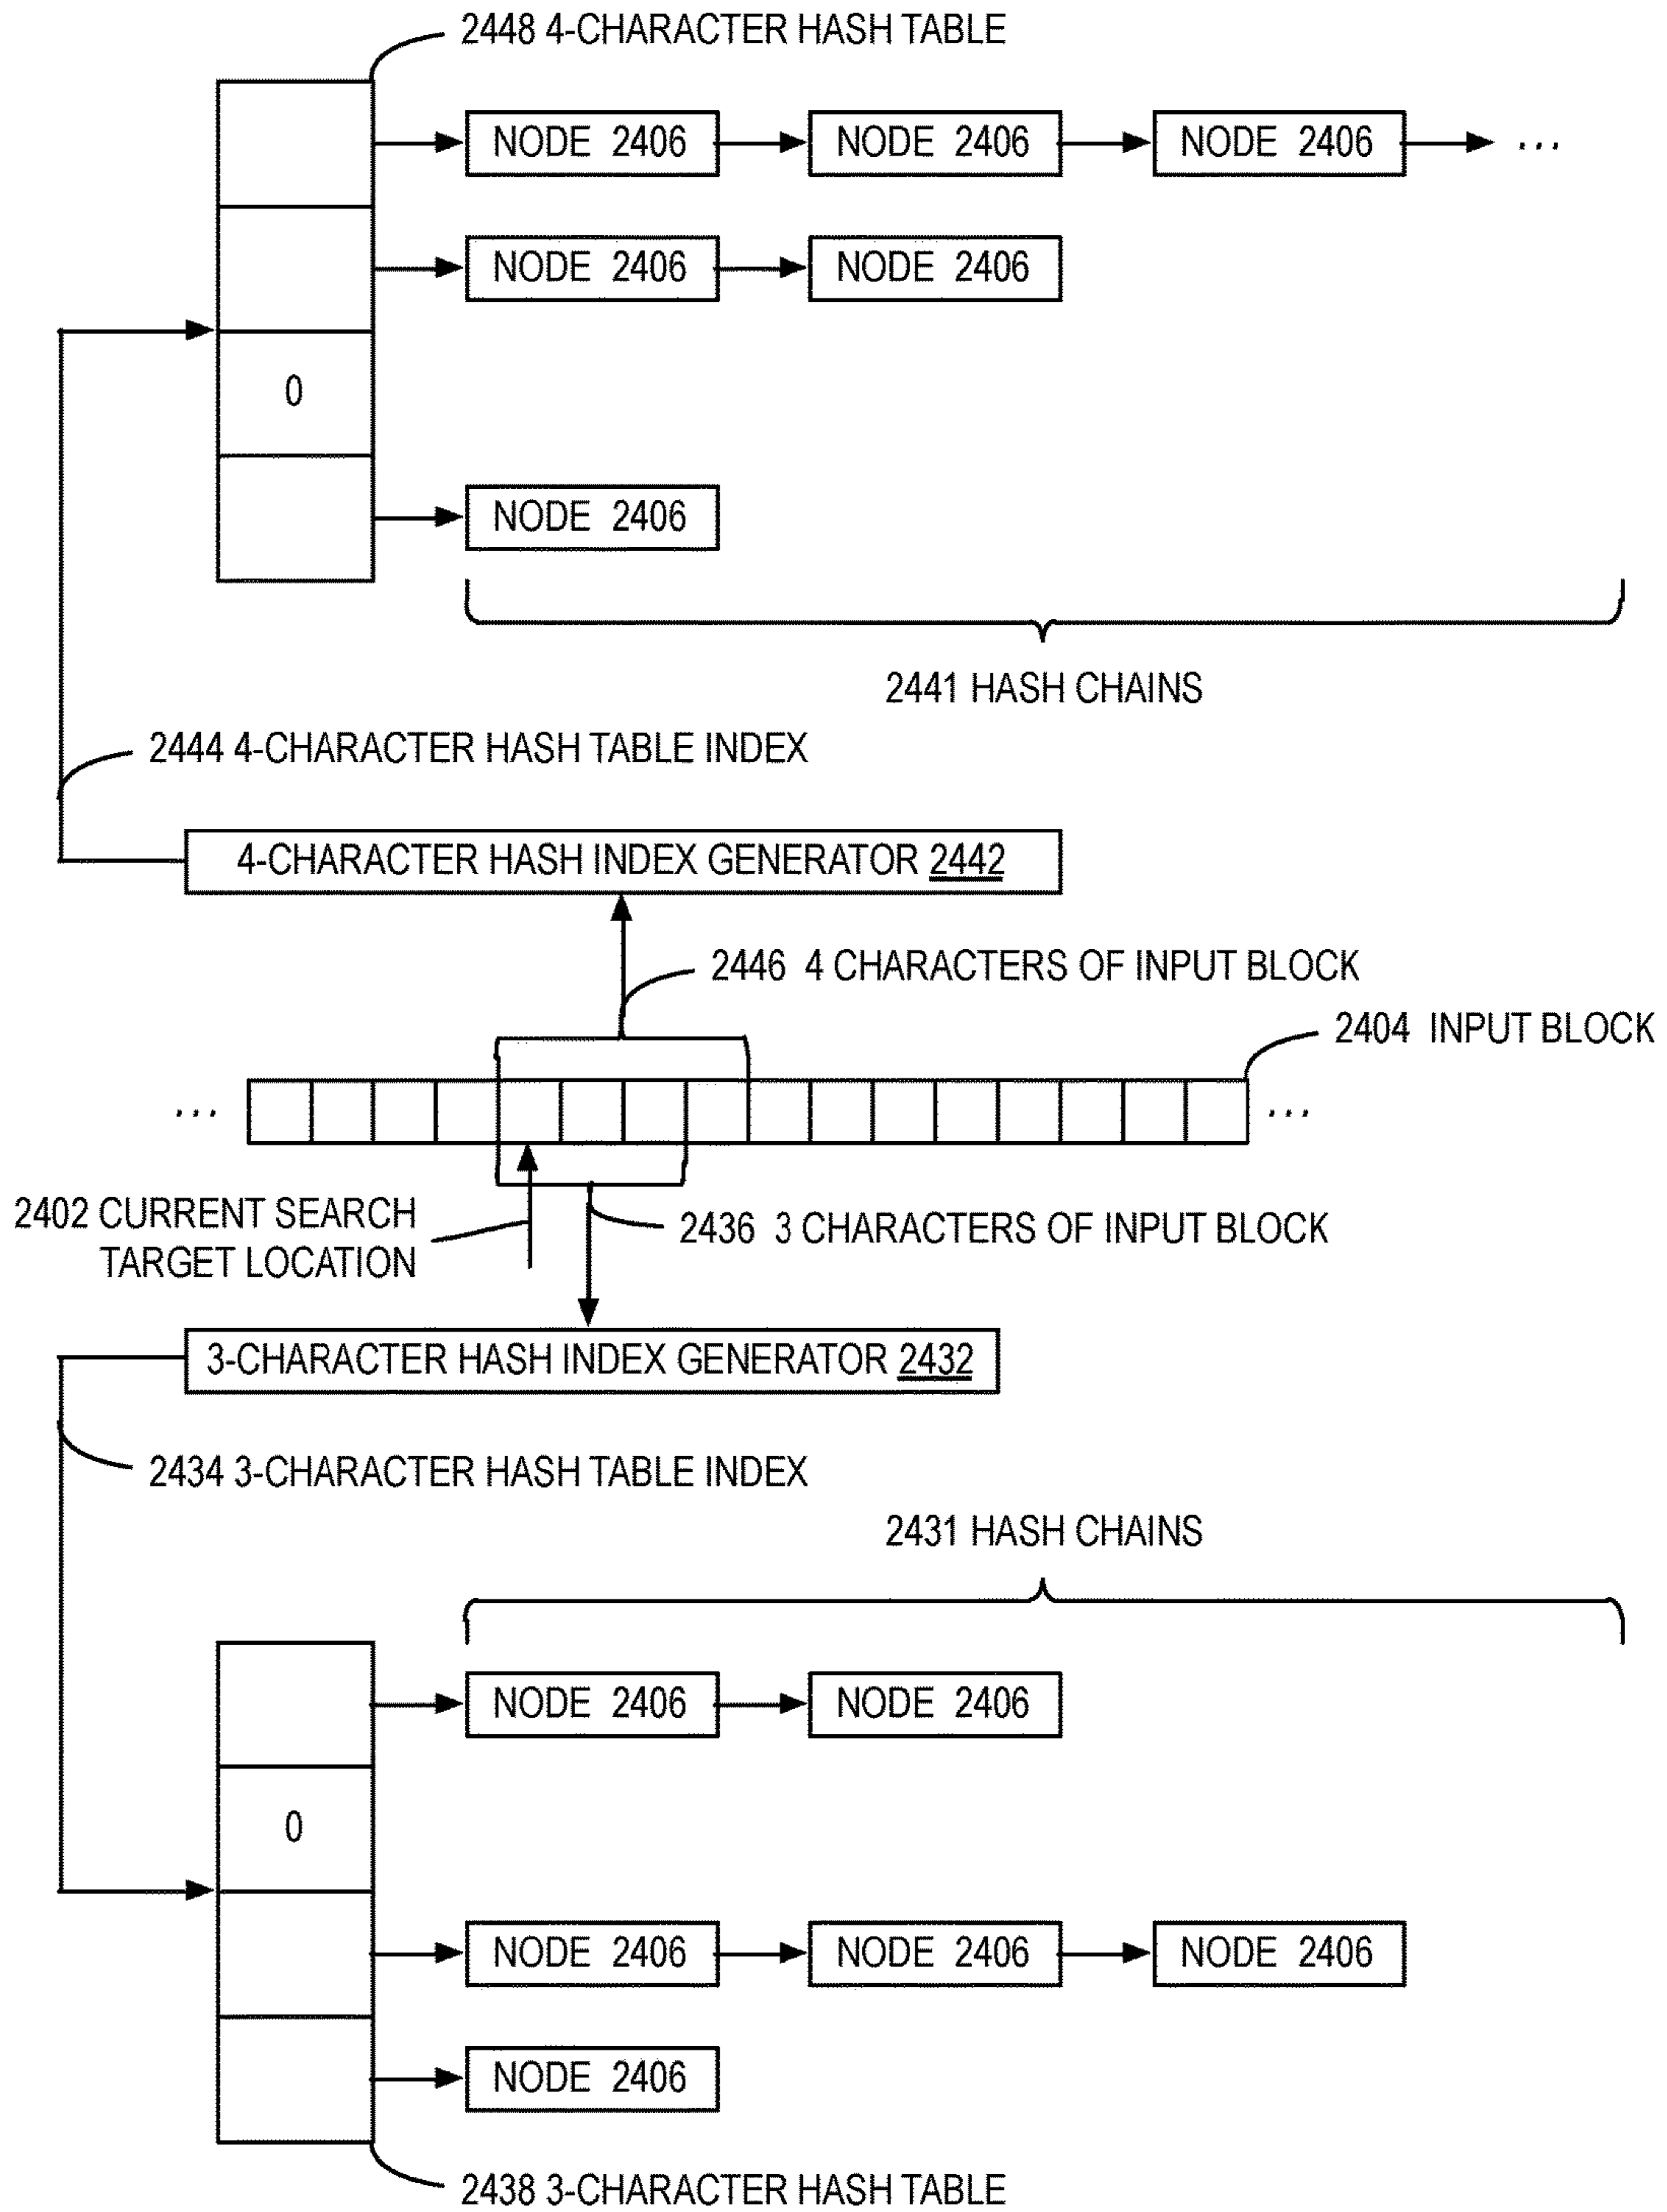 2448 4-CHARACTER HASH TABLE
NODE 2406 NODE 2406 NODE 2406 ...
NODE 2406 NODE 2406
0
NODE 2406
2441 HASH CHAINS
2444 4-CHARACTER HASH TABLE INDEX
4-CHARACTER HASH INDEX GENERATOR 2442
2446 4 CHARACTERS OF INPUT BLOCK
2404 INPUT BLOCK
... ...
2402 CURRENT SEARCH
TARGET LOCATION
2436 3 CHARACTERS OF INPUT BLOCK
3-CHARACTER HASH INDEX GENERATOR 2432
2434 3-CHARACTER HASH TABLE INDEX
2431 HASH CHAINS
NODE 2406 NODE 2406
0
NODE 2406 NODE 2406 NODE 2406
NODE 2406
2438 3-CHARACTER HASH TABLE